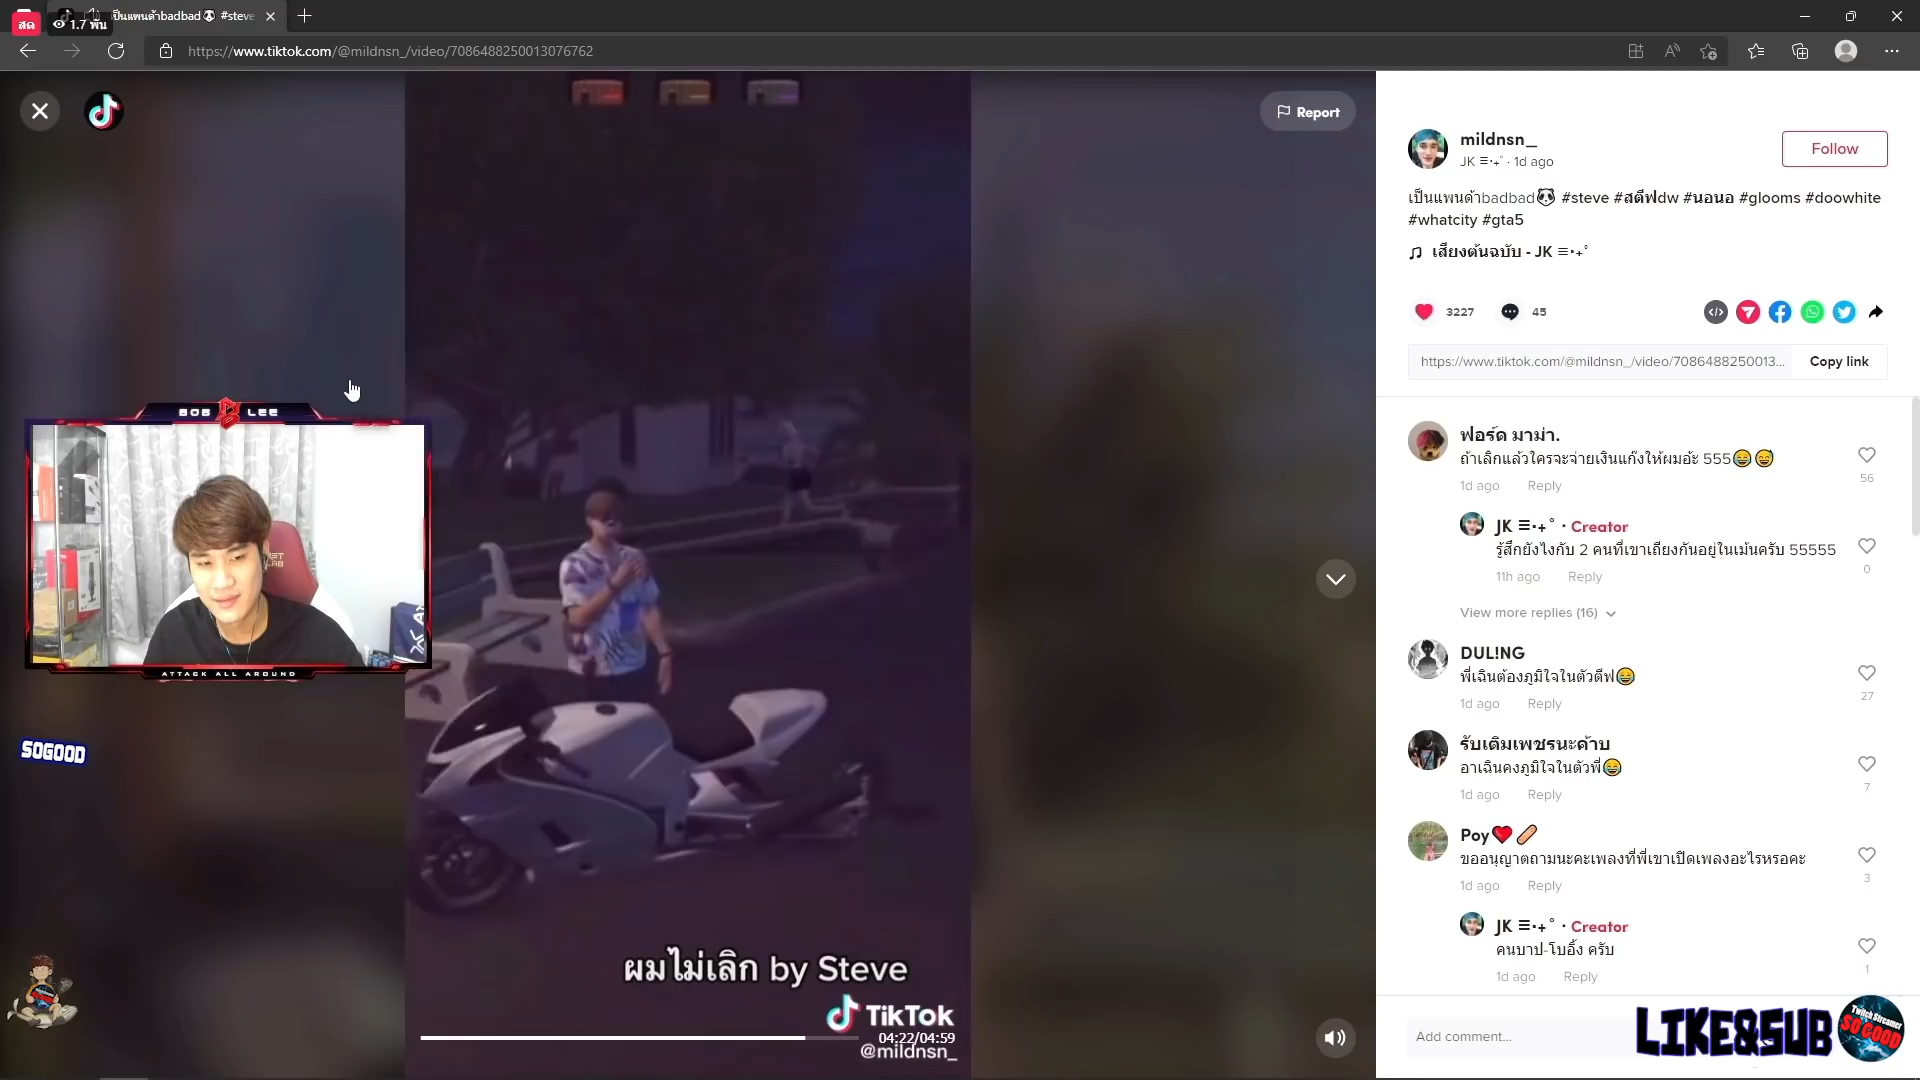 เป็นแพนด้าbadbad🐼 #steve
สด
1.7 พัน
https://www.tiktok.com/@mildnsn_/video/7086488250013076762
Report
BOB LEE
ATTACK ALL AROUND
SOGOOD
ผมไม่เลิก by Steve
TikTok
04:22/04:59
@mildnsn_
mildnsn_
JK ☰•₊˚ · 1d ago
Follow
เป็นแพนด้าbadbad🐼 #steve #สตีฟdw #นอนอ #glooms #doowhite
#whatcity #gta5
เสียงต้นฉบับ - JK ☰•₊˚
3227
45
https://www.tiktok.com/@mildnsn_/video/7086488250013...
Copy link
ฟอร์ด มาม่า.
ถ้าเลิกแล้วใครจะจ่ายเงินแก๊งให้ผมอ้ะ 555😂😅
56
1d ago Reply
JK ☰•₊˚ · Creator
รู้สึกยังไงกับ 2 คนที่เขาเถียงกันอยู่ในเม้นครับ 55555
0
11h ago Reply
View more replies (16)
DUL!NG
พี่เฉินต้องภูมิใจในตัวตีฟ😂
27
1d ago Reply
รับเติมเพชรนะค้าบ
อาเฉินคงภูมิใจในตัวพี่😂
7
1d ago Reply
Poy❤️🩹
ขออนุญาตถามนะคะเพลงที่พี่เขาเปิดเพลงอะไรหรอคะ
3
1d ago Reply
JK ☰•₊˚ · Creator
คนบาป-โบอิ้ง ครับ
1
1d ago Reply
Add comment...
LIKE&SUB
Twitch Streamer
SO GOOD